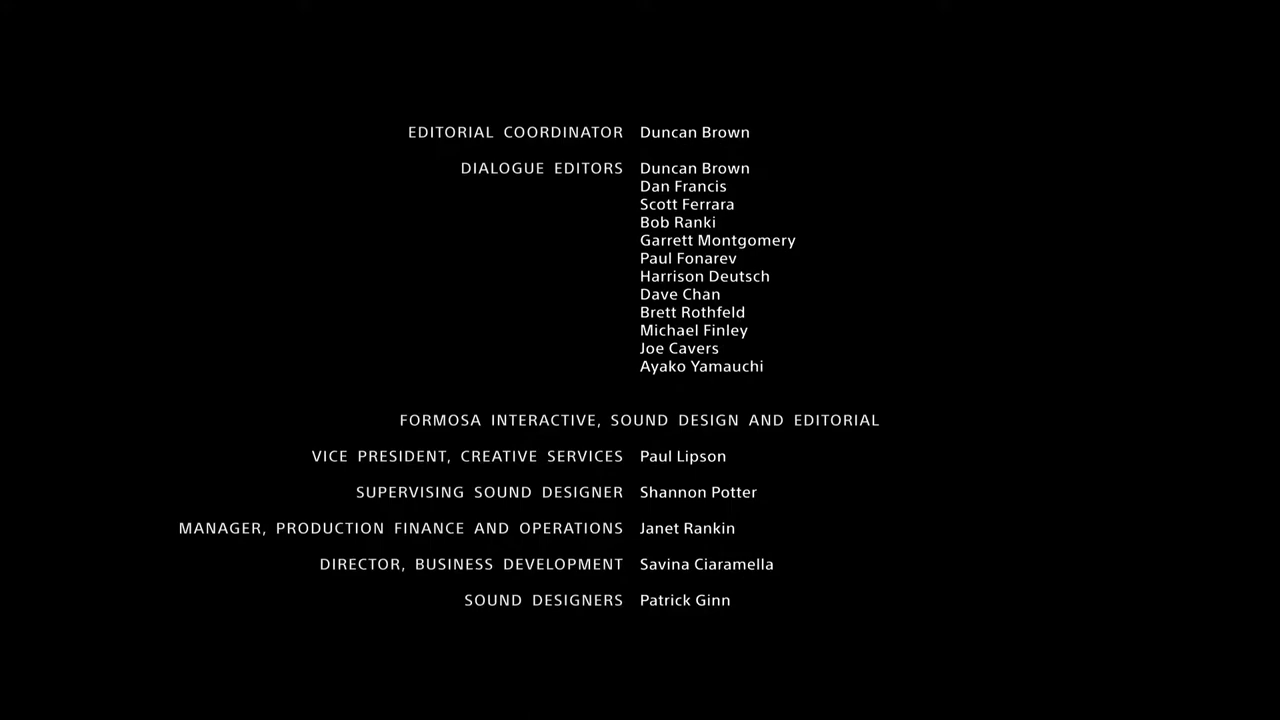 EDITORIAL COORDINATOR Duncan Brown
DIALOGUE EDITORS Duncan Brown
Dan Francis
Scott Ferrara
Bob Ranki
Garrett Montgomery
Paul Fonarev
Harrison Deutsch
Dave Chan
Brett Rothfeld
Michael Finley
Joe Cavers
Ayako Yamauchi
FORMOSA INTERACTIVE, SOUND DESIGN AND EDITORIAL
VICE PRESIDENT, CREATIVE SERVICES Paul Lipson
SUPERVISING SOUND DESIGNER Shannon Potter
MANAGER, PRODUCTION FINANCE AND OPERATIONS Janet Rankin
DIRECTOR, BUSINESS DEVELOPMENT Savina Ciaramella
SOUND DESIGNERS Patrick Ginn